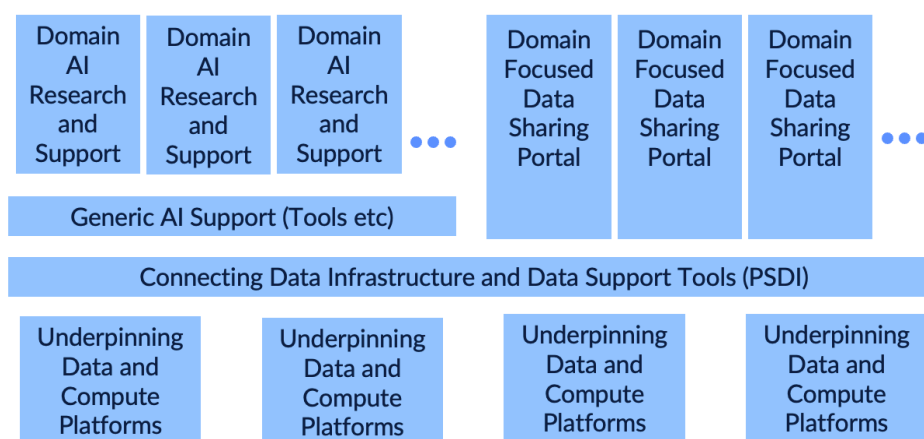 Domain
AI
Research
and
Support
Domain
AI
Research
and
Support
Domain
AI
Research
and
Support
Domain
Focused
Data
Sharing
Portal
Domain
Focused
Data
Sharing
Portal
Domain
Focused
Data
Sharing
Portal
Generic AI Support (Tools etc)
Connecting Data Infrastructure and Data Support Tools (PSDI)
Underpinning
Data and
Compute
Platforms
Underpinning
Data and
Compute
Platforms
Underpinning
Data and
Compute
Platforms
Underpinning
Data and
Compute
Platforms